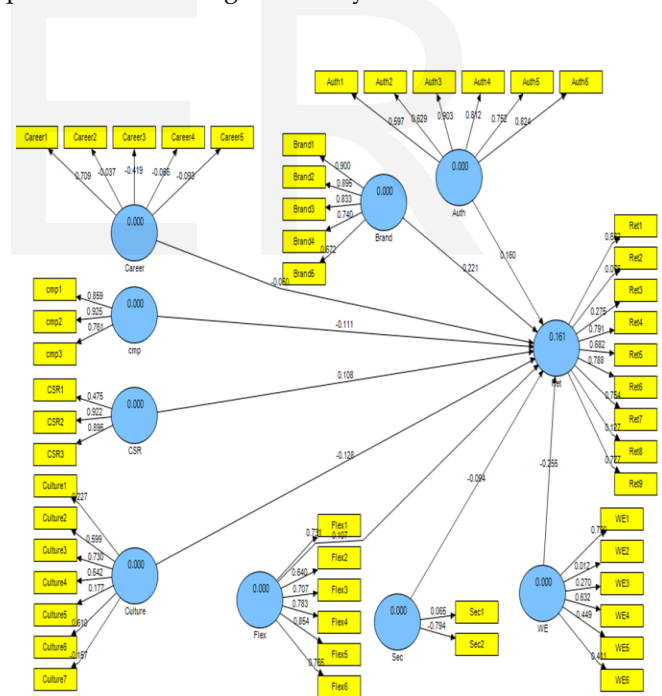 Auth1 Auth2 Auth3 Auth4 Auth5 Auth6
0.597 0.629 0.903 0.812 0.752 0.824
0.000
Auth
Career1 Career2 Career3 Career4 Career5
0.709 -0.037 -0.419 -0.093
0.000
Career
Brand1
Brand2
Brand3
Brand4
Brand5
0.900
0.895
0.833
0.740
0.672
0.000
Brand
0.160
0.221
-0.060
cmp1
cmp2
cmp3
0.859
0.925
0.761
0.000
cmp
-0.111
CSR1
CSR2
CSR3
0.475
0.922
0.896
0.000
CSR
0.108
Culture1
Culture2
Culture3
Culture4
Culture5
Culture6
Culture7
0.599
0.730
0.642
0.177
0.000
Culture
-0.128
Flex1
Flex2
Flex3
Flex4
Flex5
Flex6
0.107
0.640
0.707
0.783
0.854
0.000
Flex
Sec1
Sec2
0.065
-0.794
0.000
Sec
-0.094
WE1
WE2
WE3
WE4
WE5
WE6
0.012
0.270
0.632
0.449
0.000
WE
Ret1
Ret2
Ret3
Ret4
Ret5
Ret6
Ret7
Ret8
Ret9
0.275
0.791
0.682
0.788
0.161